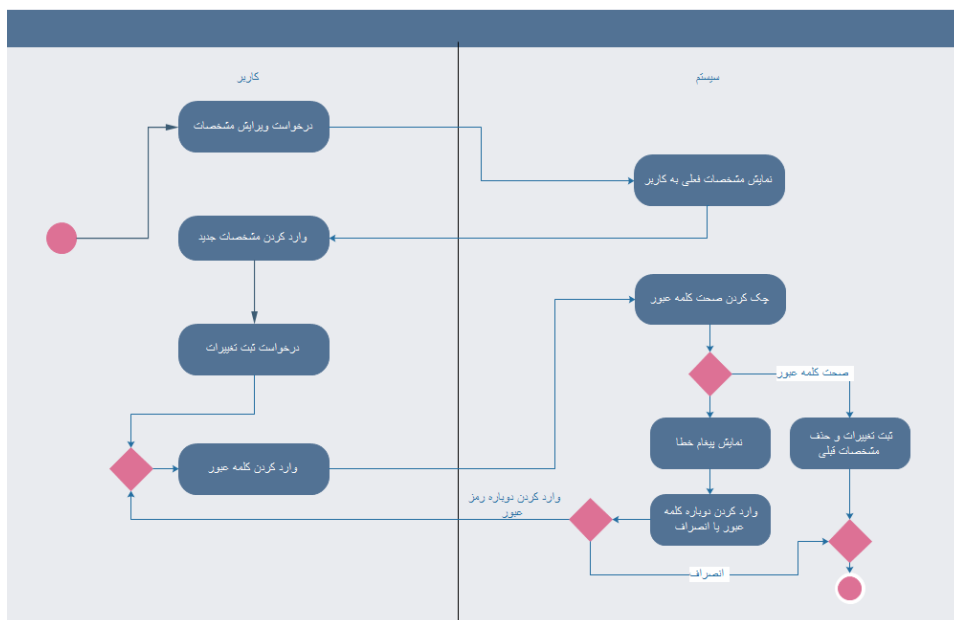 کاربر
سیستم
درخواست ویرایش مشخصات
نمایش مشخصات فعلی به کاربر
وارد کردن مشخصات جدید
چک کردن صحت کلمه عبور
درخواست ثبت تغییرات
صحت کلمه عبور
نمایش پیغام خطا
ثبت تغییرات و حذف
مشخصات قبلی
وارد کردن کلمه عبور
وارد کردن دوباره رمز
عبور
وارد کردن دوباره کلمه
عبور یا انصراف
انصراف